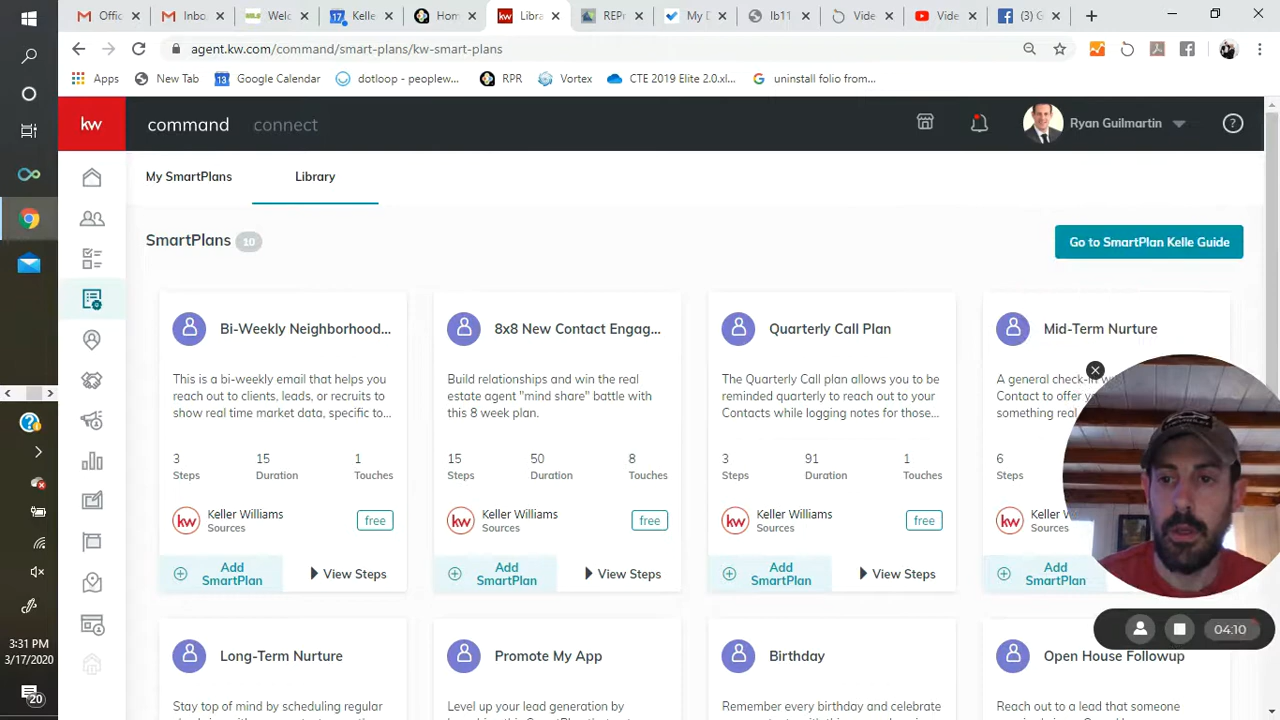 Offic
Inbo
Welc
17 Kelle
Hom
kw Libra
REPr
My D
lb11
Vide
Vide
f (3) G
agent.kw.com/command/smart-plans/kw-smart-plans
Apps New Tab 13 Google Calendar dotloop - peoplew... RPR Vortex CTE 2019 Elite 2.0.xl... G uninstall folio from...
kw command connect Ryan Guilmartin ?
My SmartPlans Library
SmartPlans 10 Go to SmartPlan Kelle Guide
Bi-Weekly Neighborhood...
This is a bi-weekly email that helps you
reach out to clients, leads, or recruits to
show real time market data, specific to...
3 15 1
Steps Duration Touches
kw Keller Williams
Sources
free
Add
SmartPlan
View Steps
8x8 New Contact Engag...
Build relationships and win the real
estate agent "mind share" battle with
this 8 week plan.
15 50 8
Steps Duration Touches
kw Keller Williams
Sources
free
Add
SmartPlan
View Steps
Quarterly Call Plan
The Quarterly Call plan allows you to be
reminded quarterly to reach out to your
Contacts while logging notes for those...
3 91 1
Steps Duration Touches
kw Keller Williams
Sources
free
Add
SmartPlan
View Steps
Mid-Term Nurture
A general check-in
Contact to offer
something real
6
Steps
kw Keller
Sources
Add
SmartPlan
Long-Term Nurture
Stay top of mind by scheduling regular
Promote My App
Level up your lead generation by
Birthday
Remember every birthday and celebrate
Open House Followup
Reach out to a lead that someone
04:10
3:31 PM
3/17/2020
20